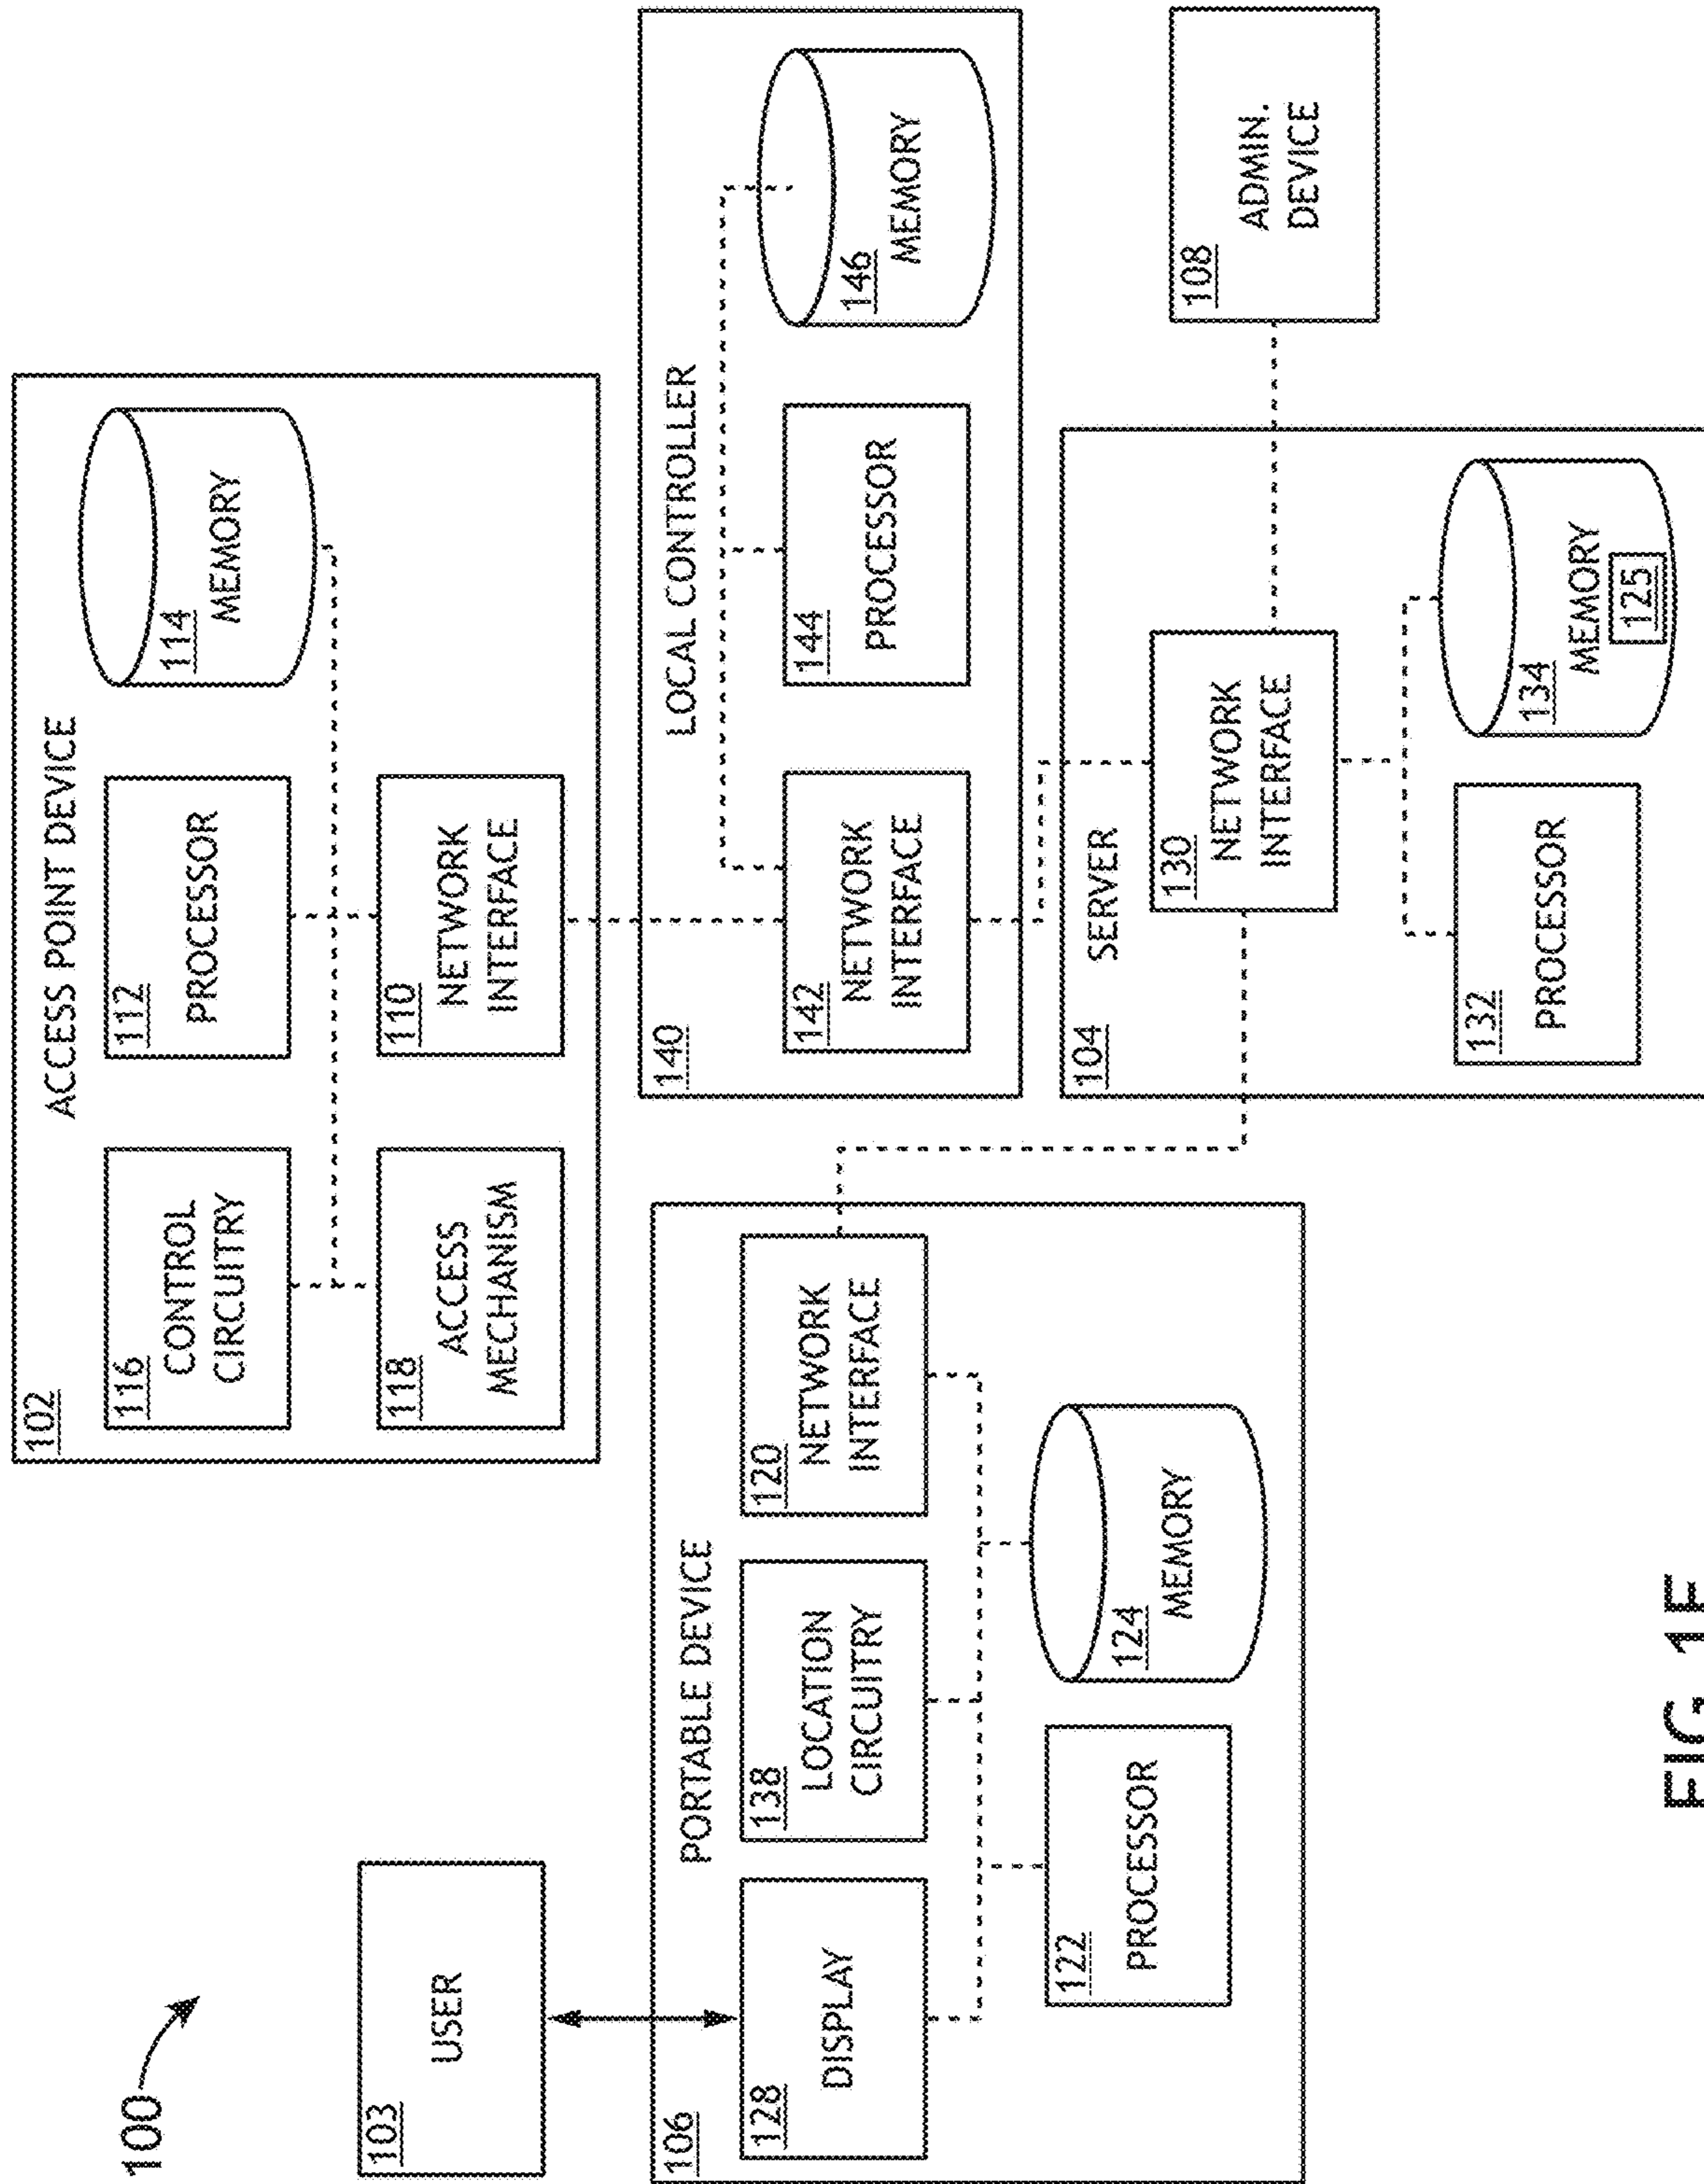 100
103
USER
106
PORTABLE DEVICE
128
DISPLAY
138
LOCATION
CIRCUITRY
120
NETWORK
INTERFACE
122
PROCESSOR
124
MEMORY
102
ACCESS POINT DEVICE
116
CONTROL
CIRCUITRY
112
PROCESSOR
114
MEMORY
118
ACCESS
MECHANISM
110
NETWORK
INTERFACE
140
LOCAL CONTROLLER
142
NETWORK
INTERFACE
144
PROCESSOR
146
MEMORY
104
SERVER
130
NETWORK
INTERFACE
132
PROCESSOR
134
MEMORY
125
108
ADMIN.
DEVICE
FIG.